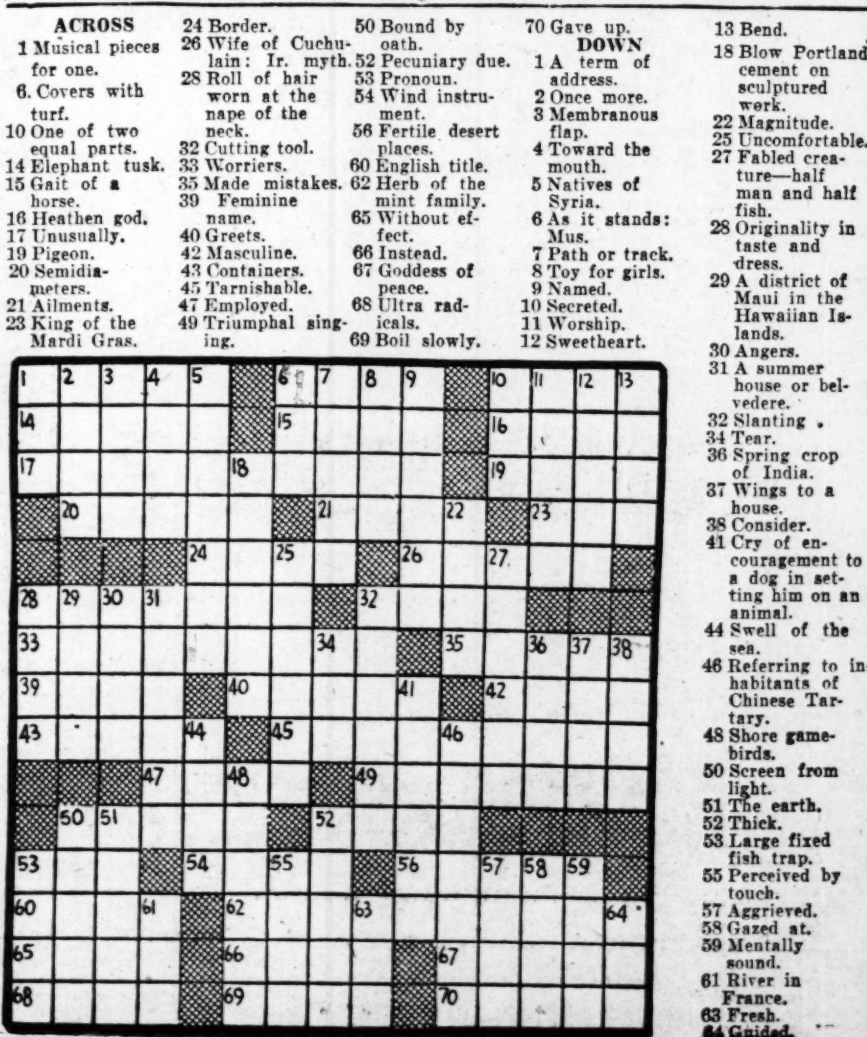 ACROSS
1 Musical pieces
for one.
6. Covers with
turf.
10 One of two
equal parts.
14 Elephant tusk.
15 Gait of a
horse.
16 Heathen god.
17 Unusually.
19 Pigeon.
20 Semidia-
meters.
21 Ailments.
23 King of the
Mardi Gras.
24 Border.
26 Wife of Cuchu-
lain: Ir. myth.
28 Roll of hair
worn at the
nape of the
neck.
32 Cutting tool.
33 Worriers.
35 Made mistakes.
39 Feminine
name.
40 Greets.
42 Masculine.
43 Containers.
45 Tarnishable.
47 Employed.
49 Triumphal sing-
ing.
50 Bound by
oath.
52 Pecuniary due.
53 Pronoun.
54 Wind instru-
ment.
56 Fertile desert
places.
60 English title.
62 Herb of the
mint family.
65 Without ef-
fect.
66 Instead.
67 Goddess of
peace.
68 Ultra rad-
icals.
69 Boil slowly.
70 Gave up.
DOWN
1 A term of
address.
2 Once more.
3 Membranous
flap.
4 Toward the
mouth.
5 Natives of
Syria.
6 As it stands:
Mus.
7 Path or track.
8 Toy for girls.
9 Named.
10 Secreted.
11 Worship.
12 Sweetheart.
13 Bend.
18 Blow Portland
cement on
sculptured
work.
22 Magnitude.
25 Uncomfortable.
27 Fabled crea-
ture—half
man and half
fish.
28 Originality in
taste and
dress.
29 A district of
Maui in the
Hawaiian Is-
lands.
30 Angers.
31 A summer
house or bel-
vedere.
32 Slanting.
34 Tear.
36 Spring crop
of India.
37 Wings to a
house.
38 Consider.
41 Cry of en-
couragement to
a dog in set-
ting him on an
animal.
44 Swell of the
sea.
46 Referring to in-
habitants of
Chinese Tar-
tary.
48 Shore game-
birds.
50 Screen from
light.
51 The earth.
52 Thick.
53 Large fixed
fish trap.
55 Perceived by
touch.
57 Aggrieved.
58 Gazed at.
59 Mentally
sound.
61 River in
France.
63 Fresh.
64 Guided.
1 2 3 4 5 6 7 8 9 10 11 12 13
14 15 16
17 18 19
20 21 22 23
24 25 26 27
28 29 30 31 32
33 34 35 36 37 38
39 40 41 42
43 44 45 46
47 48 49
50 51 52
53 54 55 56 57 58 59
60 61 62 63 64
65 66 67
68 69 70